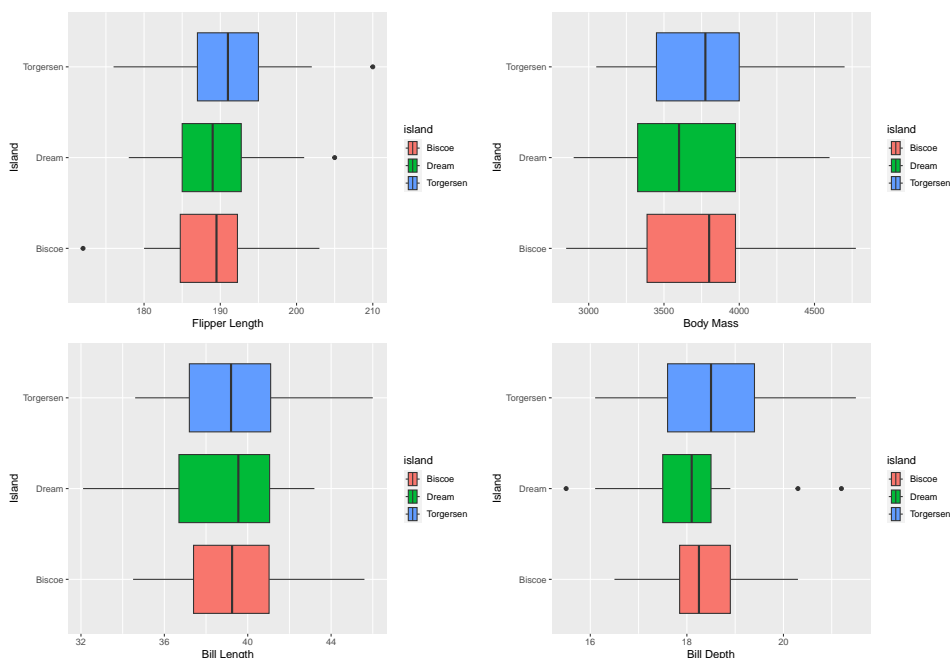 Torgersen
Dream
Biscoe
Island
180 190 200 210
Flipper Length
island
Biscoe
Dream
Torgersen
Torgersen
Dream
Biscoe
Island
3000 3500 4000 4500
Body Mass
island
Biscoe
Dream
Torgersen
Torgersen
Dream
Biscoe
Island
32 36 40 44
Bill Length
island
Biscoe
Dream
Torgersen
Torgersen
Dream
Biscoe
Island
16 18 20
Bill Depth
island
Biscoe
Dream
Torgersen